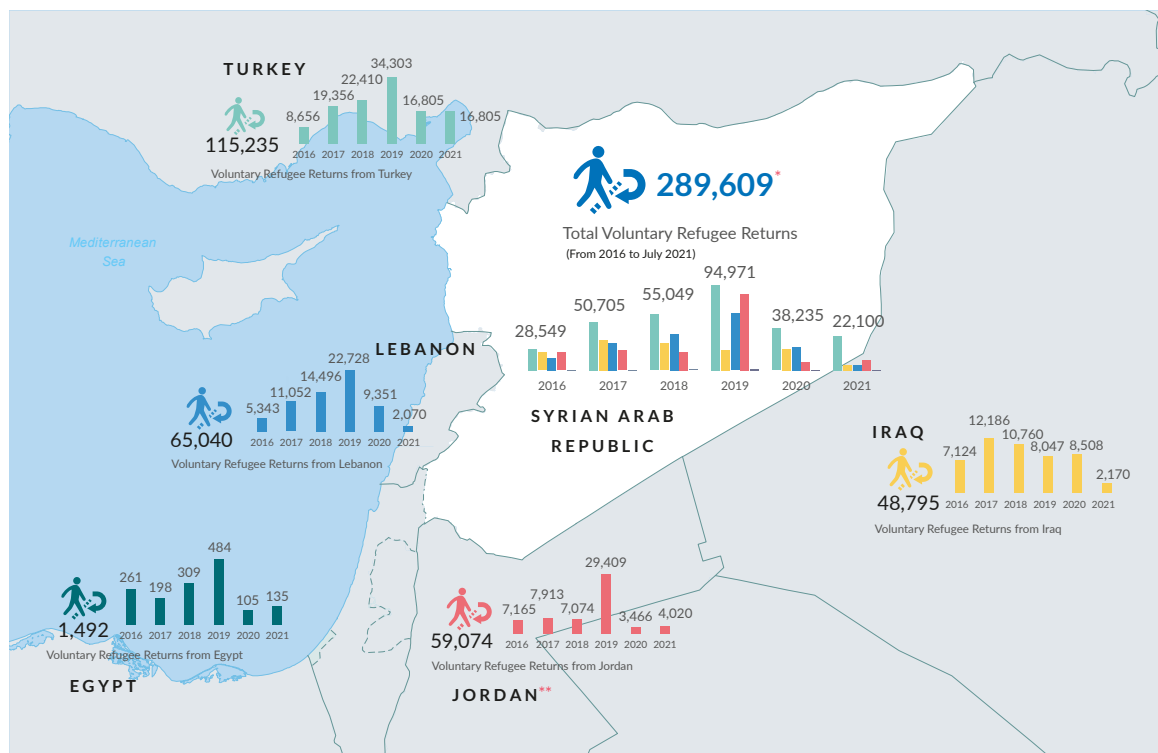 TURKEY
115,235
8,656
19,356
22,410
34,303
16,805
16,805
2016 2017 2018 2019 2020 2021
Voluntary Refugee Returns from Turkey
289,609*
Total Voluntary Refugee Returns
(From 2016 to July 2021)
28,549
50,705
55,049
94,971
38,235
22,100
2016 2017 2018 2019 2020 2021
SYRIAN ARAB
REPUBLIC
Mediterranean
Sea
LEBANON
65,040
5,343
11,052
14,496
22,728
9,351
2,070
2016 2017 2018 2019 2020 2021
Voluntary Refugee Returns from Lebanon
IRAQ
48,795
7,124
12,186
10,760
8,047
8,508
2,170
2016 2017 2018 2019 2020 2021
Voluntary Refugee Returns from Iraq
1,492
261
198
309
484
105
135
2016 2017 2018 2019 2020 2021
Voluntary Refugee Returns from Egypt
EGYPT
59,074
7,165
7,913
7,074
29,409
3,466
4,020
2016 2017 2018 2019 2020 2021
Voluntary Refugee Returns from Jordan
JORDAN**